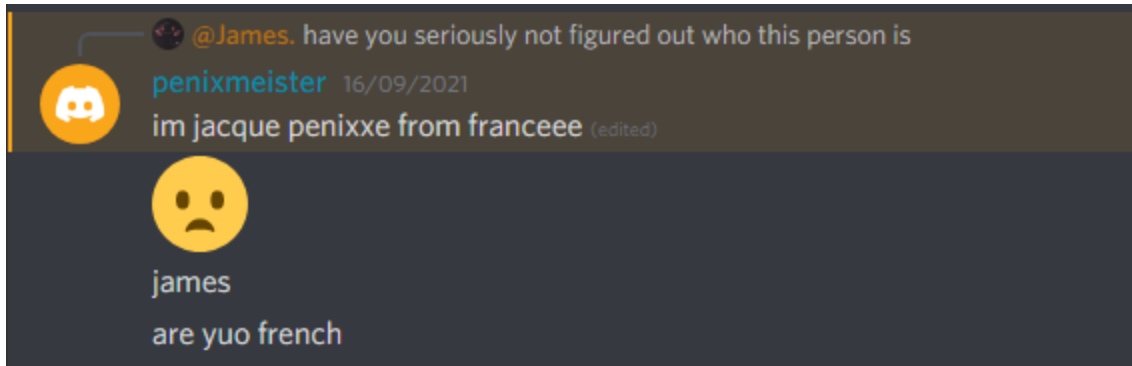 @James. have you seriously not figured out who this person is
penixmeister 16/09/2021
im jacque penixxe from franceee (edited)
james
are yuo french